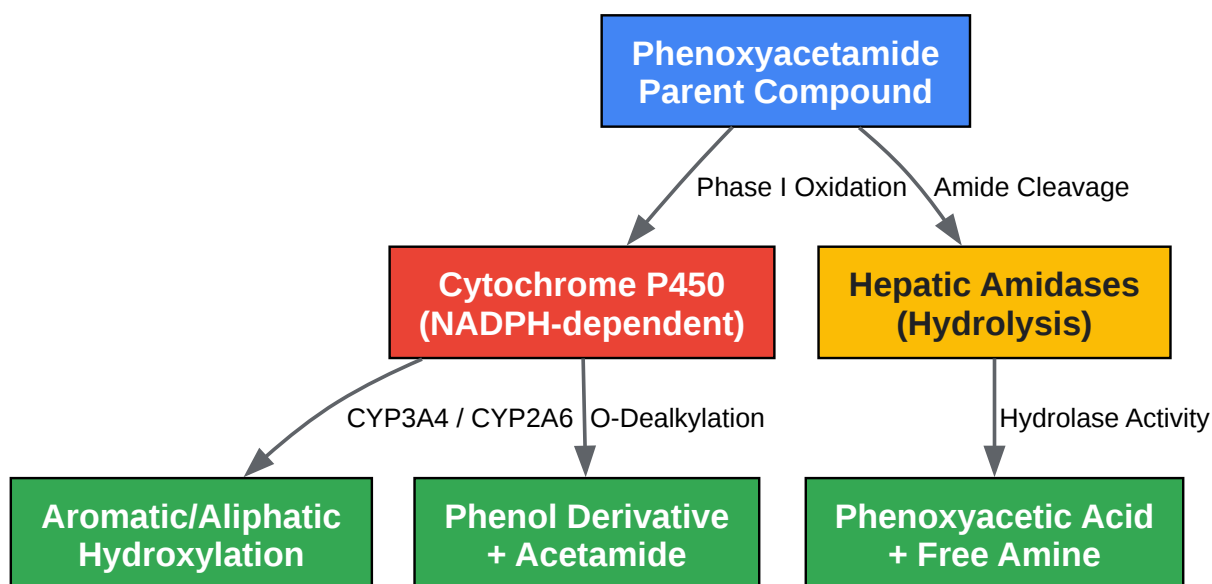 Phenoxyacetamide
Parent Compound
Phase I Oxidation
Amide Cleavage
Cytochrome P450
(NADPH-dependent)
Hepatic Amidases
(Hydrolysis)
CYP3A4 / CYP2A6
O-Dealkylation
Hydrolase Activity
Aromatic/Aliphatic
Hydroxylation
Phenol Derivative
+ Acetamide
Phenoxyacetic Acid
+ Free Amine